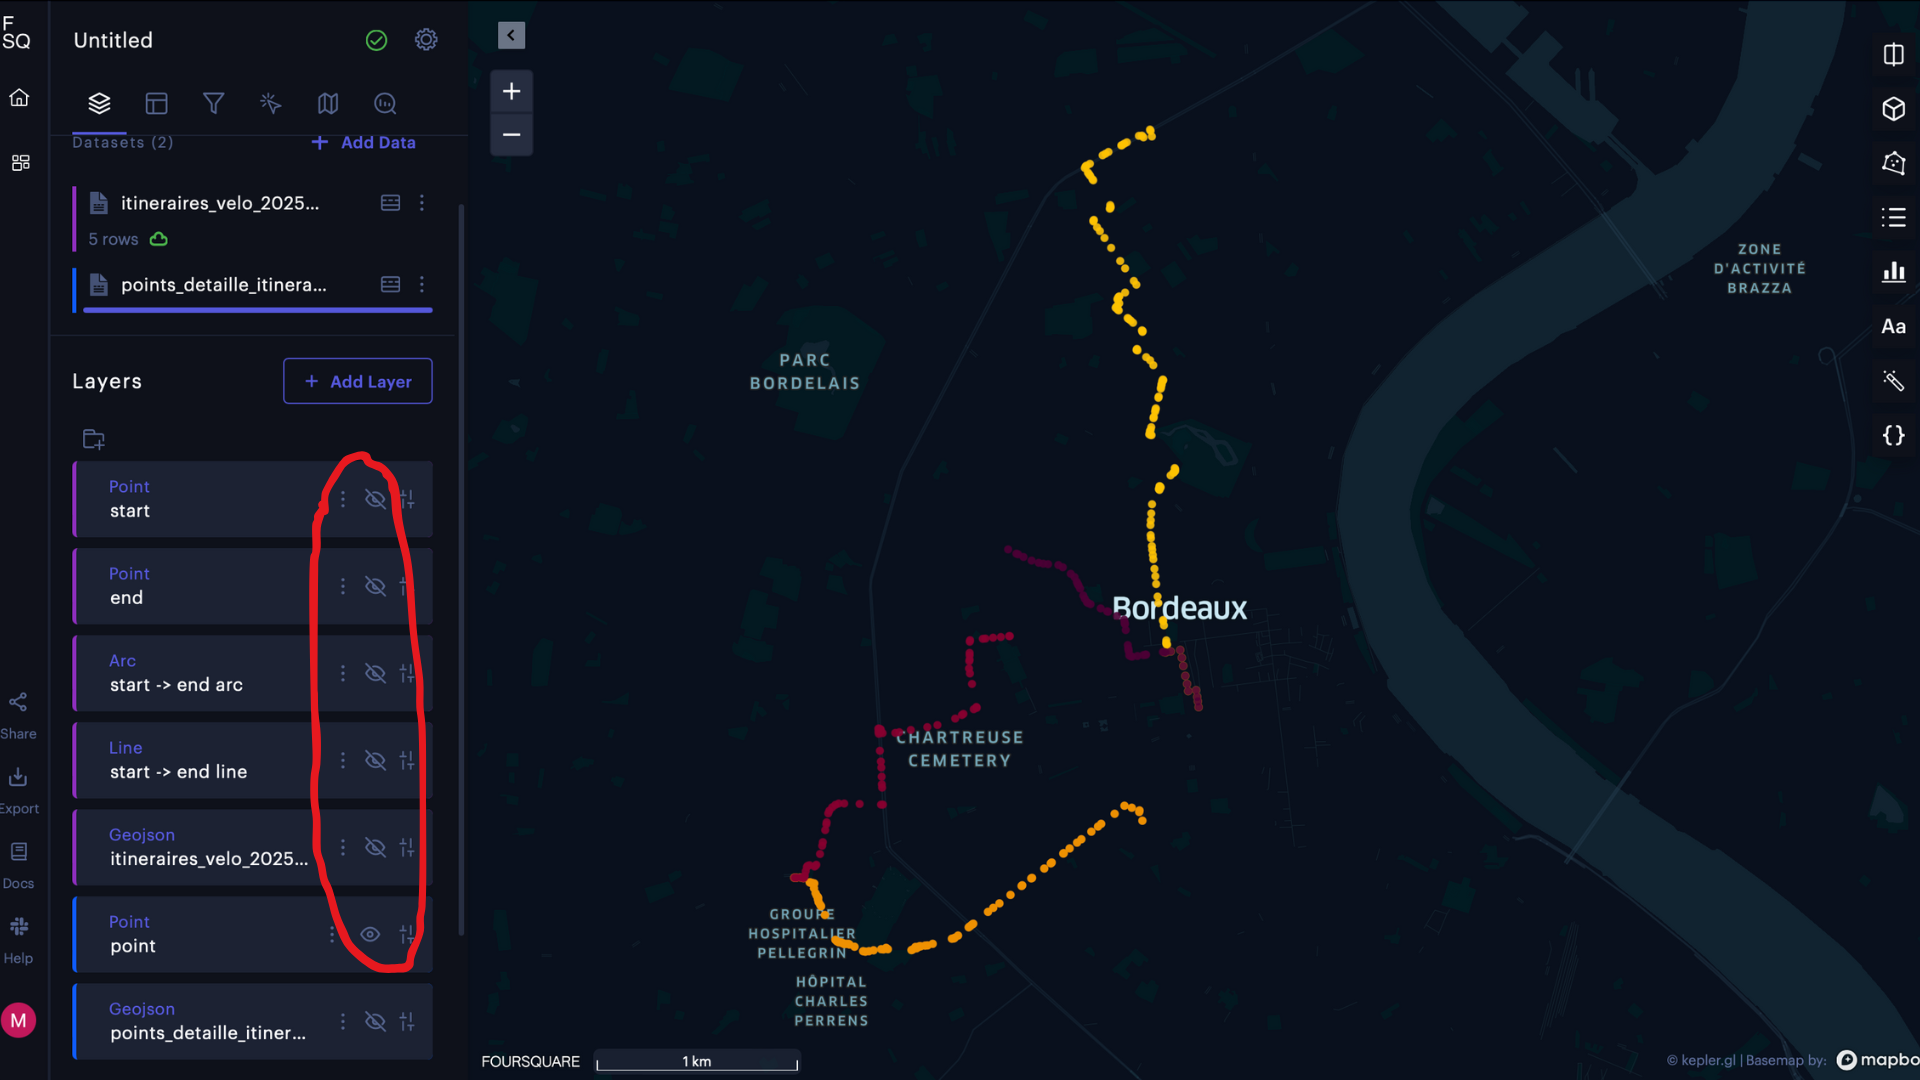 F
SQ
Untitled
Datasets (2)
+ Add Data
itineraires_velo_2025...
5 rows
points_detaille_itinera...
Layers
+ Add Layer
Point
start
Point
end
Arc
start -> end arc
Line
start -> end line
Geojson
itineraires_velo_2025...
Point
point
Geojson
points_detaille_itiner...
Share
Export
Docs
Help
M
+
−
PARC
BORDELAIS
ZONE
D'ACTIVITÉ
BRAZZA
Bordeaux
CHARTREUSE
CEMETERY
GROUPE
HOSPITALIER
PELLEGRIN
HÔPITAL
CHARLES
PERRENS
Aa
{}
FOURSQUARE
1 km
© kepler.gl | Basemap by:
mapbo